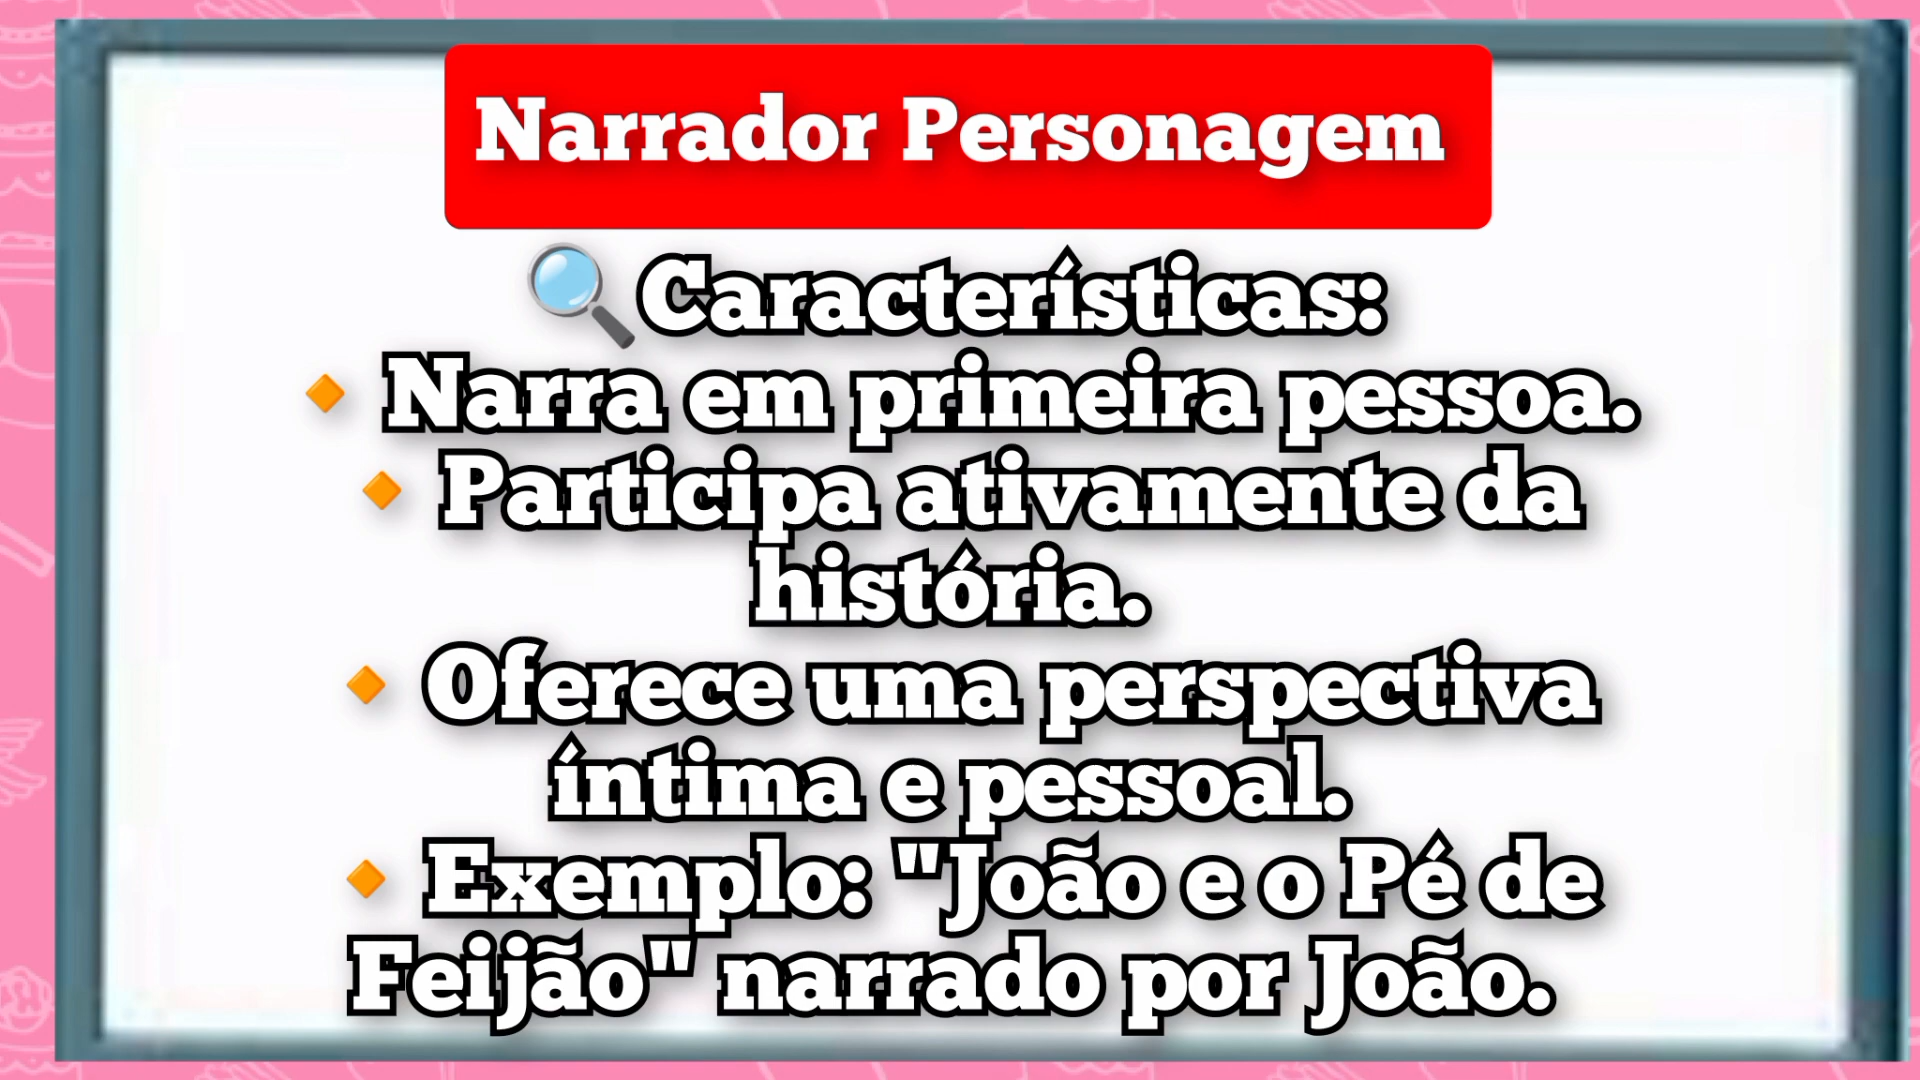 Narrador Personagem
🔍Características:
🔸 Narra em primeira pessoa.
🔸 Participa ativamente da
história.
🔸 Oferece uma perspectiva
íntima e pessoal.
🔸 Exemplo: "João e o Pé de
Feijão" narrado por João.